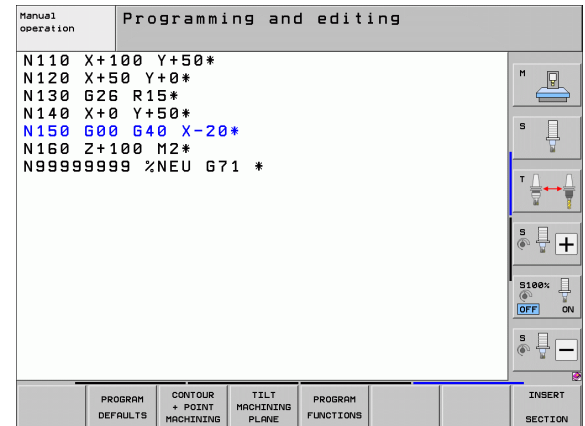 Manual
operation
Programming and editing
N110 X+100 Y+50*
N120 X+50 Y+0*
N130 G26 R15*
N140 X+0 Y+50*
N150 G00 G40 X-20*
N160 Z+100 M2*
N99999999 %NEU G71 *
M
S
T
S
+
S100%
OFF ON
S
-
PROGRAM
DEFAULTS
CONTOUR
+ POINT
MACHINING
TILT
MACHINING
PLANE
PROGRAM
FUNCTIONS
INSERT
SECTION